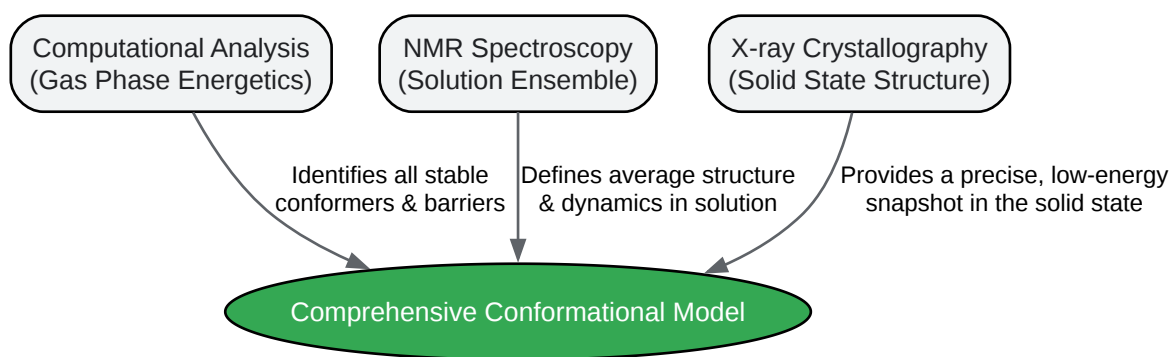 Computational Analysis
(Gas Phase Energetics)
NMR Spectroscopy
(Solution Ensemble)
X-ray Crystallography
(Solid State Structure)
Identifies all stable
conformers & barriers
Defines average structure
& dynamics in solution
Provides a precise, low-energy
snapshot in the solid state
Comprehensive Conformational Model